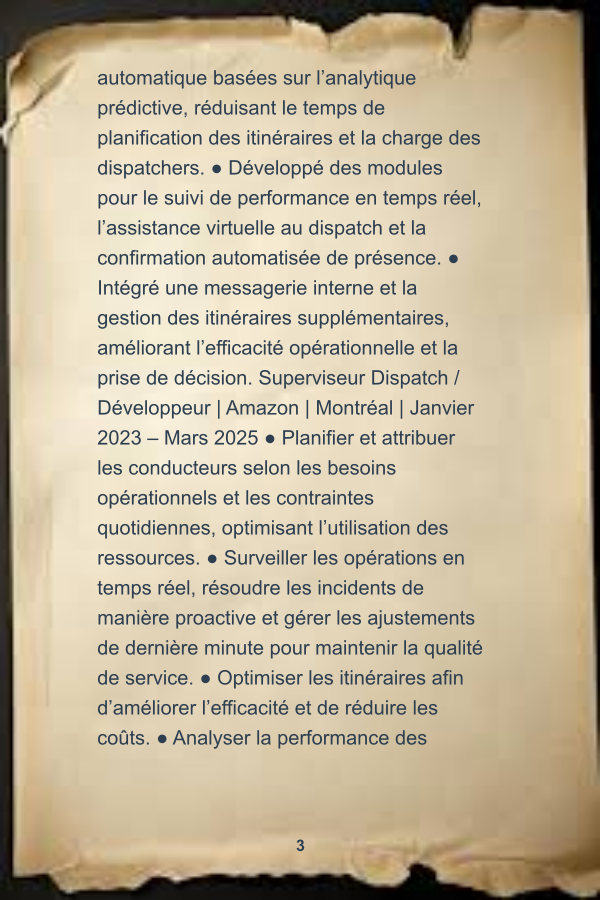 automatique basées sur l’analytique
prédictive, réduisant le temps de
planification des itinéraires et la charge des
dispatchers. ● Développé des modules
pour le suivi de performance en temps réel,
l’assistance virtuelle au dispatch et la
confirmation automatisée de présence. ●
Intégré une messagerie interne et la
gestion des itinéraires supplémentaires,
améliorant l’efficacité opérationnelle et la
prise de décision. Superviseur Dispatch /
Développeur | Amazon | Montréal | Janvier
2023 – Mars 2025 ● Planifier et attribuer
les conducteurs selon les besoins
opérationnels et les contraintes
quotidiennes, optimisant l’utilisation des
ressources. ● Surveiller les opérations en
temps réel, résoudre les incidents de
manière proactive et gérer les ajustements
de dernière minute pour maintenir la qualité
de service. ● Optimiser les itinéraires afin
d’améliorer l’efficacité et de réduire les
coûts. ● Analyser la performance des
3